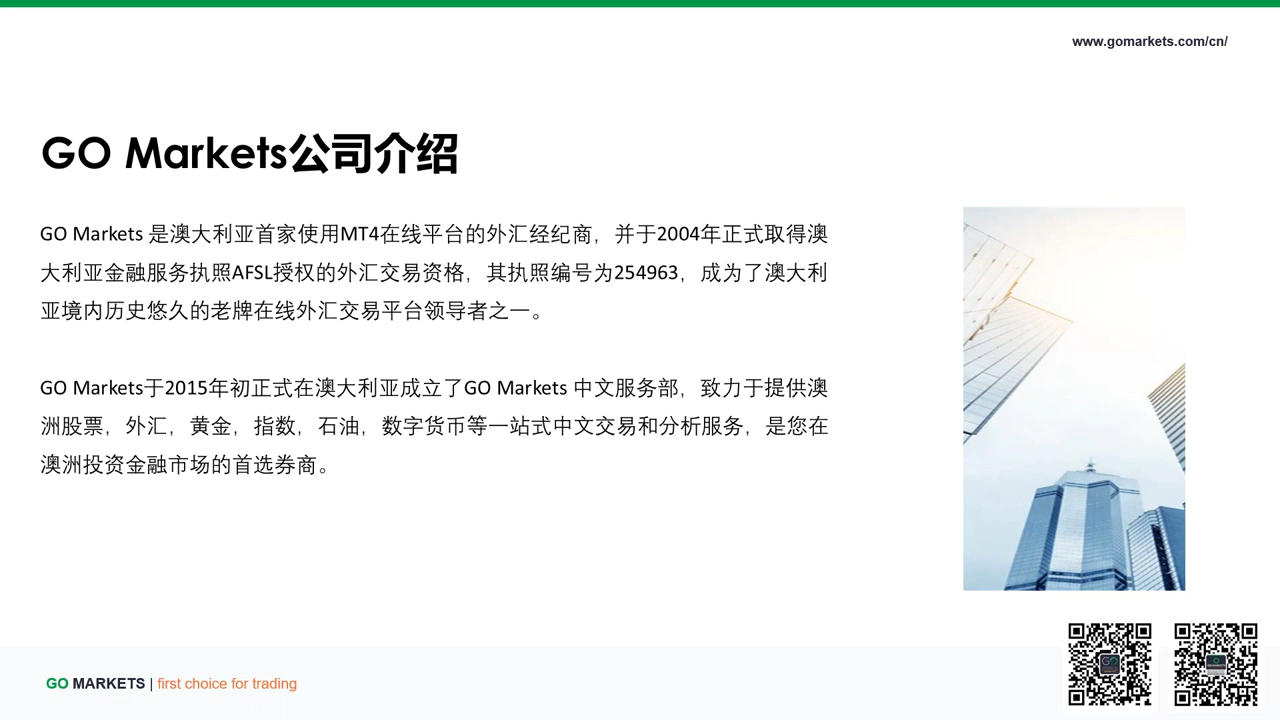 www.gomarkets.com/cn/
GO Markets公司介绍
GO Markets 是澳大利亚首家使用MT4在线平台的外汇经纪商，并于2004年正式取得澳
大利亚金融服务执照AFSL授权的外汇交易资格，其执照编号为254963，成为了澳大利
亚境内历史悠久的老牌在线外汇交易平台领导者之一。
GO Markets于2015年初正式在澳大利亚成立了GO Markets 中文服务部，致力于提供澳
洲股票，外汇，黄金，指数，石油，数字货币等一站式中文交易和分析服务，是您在
澳洲投资金融市场的首选券商。
GO MARKETS | first choice for trading